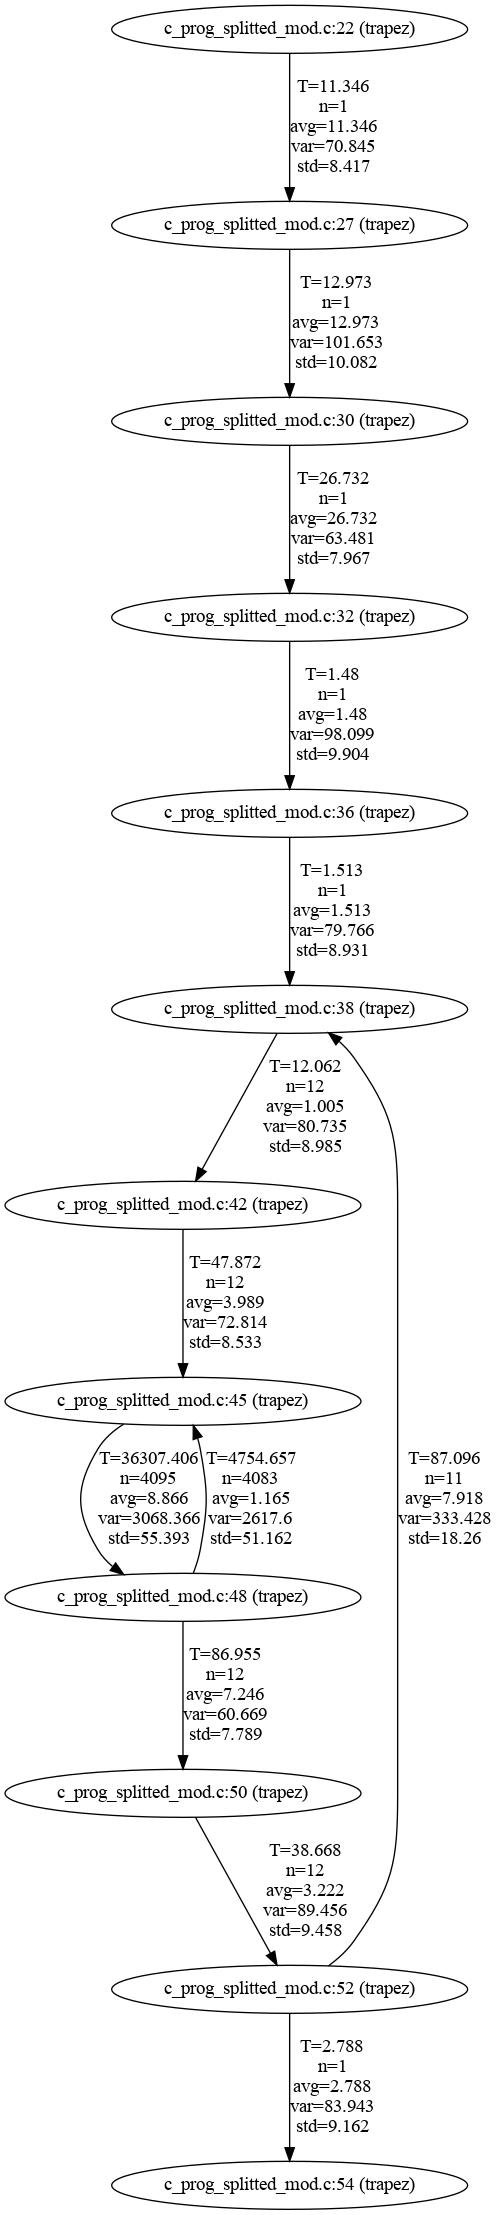 c_prog_splitted_mod.c:22 (trapez)
T=11.346
n=1
avg=11.346
var=70.845
std=8.417
c_prog_splitted_mod.c:27 (trapez)
T=12.973
n=1
avg=12.973
var=101.653
std=10.082
c_prog_splitted_mod.c:30 (trapez)
T=26.732
n=1
avg=26.732
var=63.481
std=7.967
c_prog_splitted_mod.c:32 (trapez)
T=1.48
n=1
avg=1.48
var=98.099
std=9.904
c_prog_splitted_mod.c:36 (trapez)
T=1.513
n=1
avg=1.513
var=79.766
std=8.931
c_prog_splitted_mod.c:38 (trapez)
T=12.062
n=12
avg=1.005
var=80.735
std=8.985
c_prog_splitted_mod.c:42 (trapez)
T=47.872
n=12
avg=3.989
var=72.814
std=8.533
c_prog_splitted_mod.c:45 (trapez)
T=36307.406
n=4095
avg=8.866
var=3068.366
std=55.393
T=4754.657
n=4083
avg=1.165
var=2617.6
std=51.162
T=87.096
n=11
avg=7.918
var=333.428
std=18.26
c_prog_splitted_mod.c:48 (trapez)
T=86.955
n=12
avg=7.246
var=60.669
std=7.789
c_prog_splitted_mod.c:50 (trapez)
T=38.668
n=12
avg=3.222
var=89.456
std=9.458
c_prog_splitted_mod.c:52 (trapez)
T=2.788
n=1
avg=2.788
var=83.943
std=9.162
c_prog_splitted_mod.c:54 (trapez)